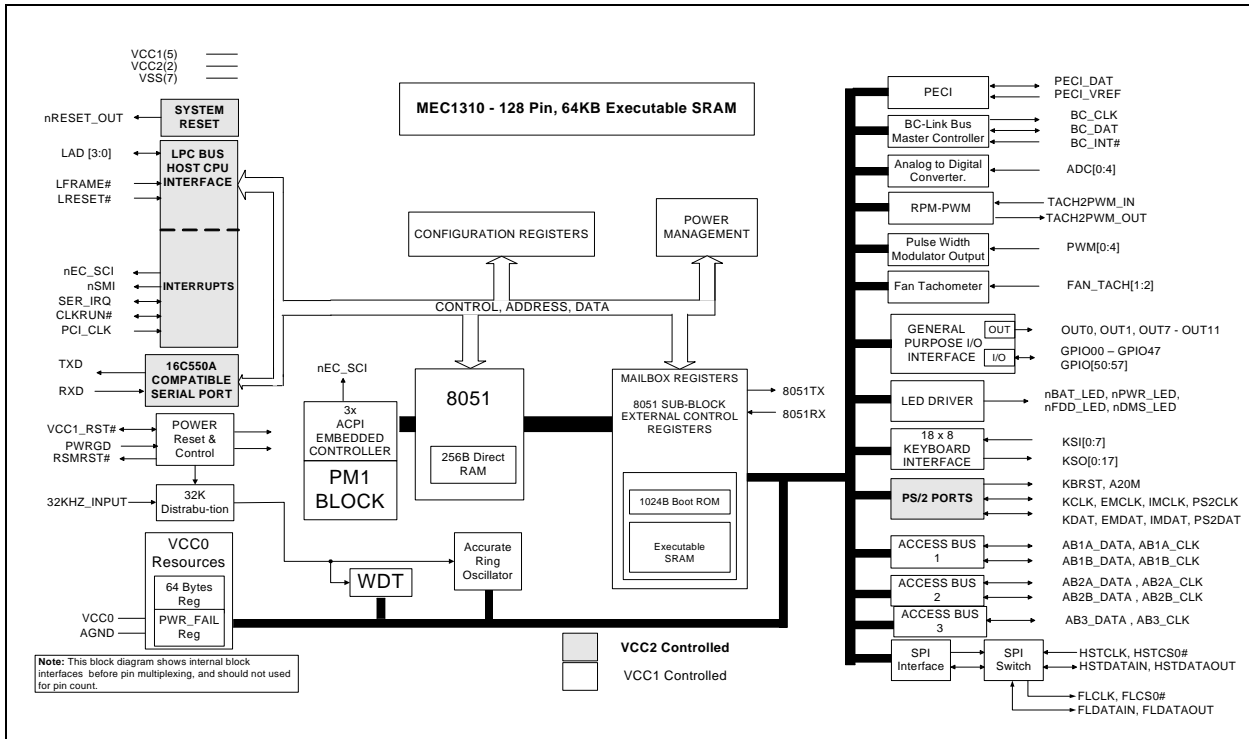 VCC1(5)
VCC2(2)
VSS(7)
MEC1310 - 128 Pin, 64KB Executable SRAM
nRESET_OUT
SYSTEM
RESET
LAD [3:0]
LFRAME#
LRESET#
LPC BUS
HOST CPU
INTERFACE
nEC_SCI
nSMI
SER_IRQ
CLKRUN#
PCI_CLK
INTERRUPTS
TXD
RXD
16C550A
COMPATIBLE
SERIAL PORT
VCC1_RST#
PWRGD
RSMRST#
POWER
Reset &
Control
32KHZ_INPUT
32K
Distrabu-tion
VCC0
Resources
64 Bytes
Reg
PWR_FAIL
Reg
VCC0
AGND
Note: This block diagram shows internal block
interfaces before pin multiplexing, and should not used
for pin count.
CONFIGURATION REGISTERS
POWER
MANAGEMENT
CONTROL, ADDRESS, DATA
nEC_SCI
3x
ACPI
EMBEDDED
CONTROLLER
PM1
BLOCK
8051
256B Direct
RAM
MAILBOX REGISTERS
8051 SUB-BLOCK
EXTERNAL CONTROL
REGISTERS
1024B Boot ROM
Executable
SRAM
8051TX
8051RX
WDT
Accurate
Ring
Oscillator
VCC2 Controlled
VCC1 Controlled
PECI
PECI_DAT
PECI_VREF
BC-Link Bus
Master Controller
BC_CLK
BC_DAT
BC_INT#
Analog to Digital
Converter.
ADC[0:4]
RPM-PWM
TACH2PWM_IN
TACH2PWM_OUT
Pulse Width
Modulator Output
PWM[0:4]
Fan Tachometer
FAN_TACH[1:2]
GENERAL
PURPOSE I/O
INTERFACE
OUT
I/O
OUT0, OUT1, OUT7 - OUT11
GPIO00 – GPIO47
GPIO[50:57]
LED DRIVER
nBAT_LED, nPWR_LED,
nFDD_LED, nDMS_LED
18 x 8
KEYBOARD
INTERFACE
KSI[0:7]
KSO[0:17]
PS/2 PORTS
KBRST, A20M
KCLK, EMCLK, IMCLK, PS2CLK
KDAT, EMDAT, IMDAT, PS2DAT
ACCESS BUS
1
AB1A_DATA, AB1A_CLK
AB1B_DATA, AB1B_CLK
ACCESS BUS
2
AB2A_DATA , AB2A_CLK
AB2B_DATA , AB2B_CLK
ACCESS BUS
3
AB3_DATA , AB3_CLK
SPI
Interface
SPI
Switch
HSTCLK, HSTCS0#
HSTDATAIN, HSTDATAOUT
FLCLK, FLCS0#
FLDATAIN, FLDATAOUT